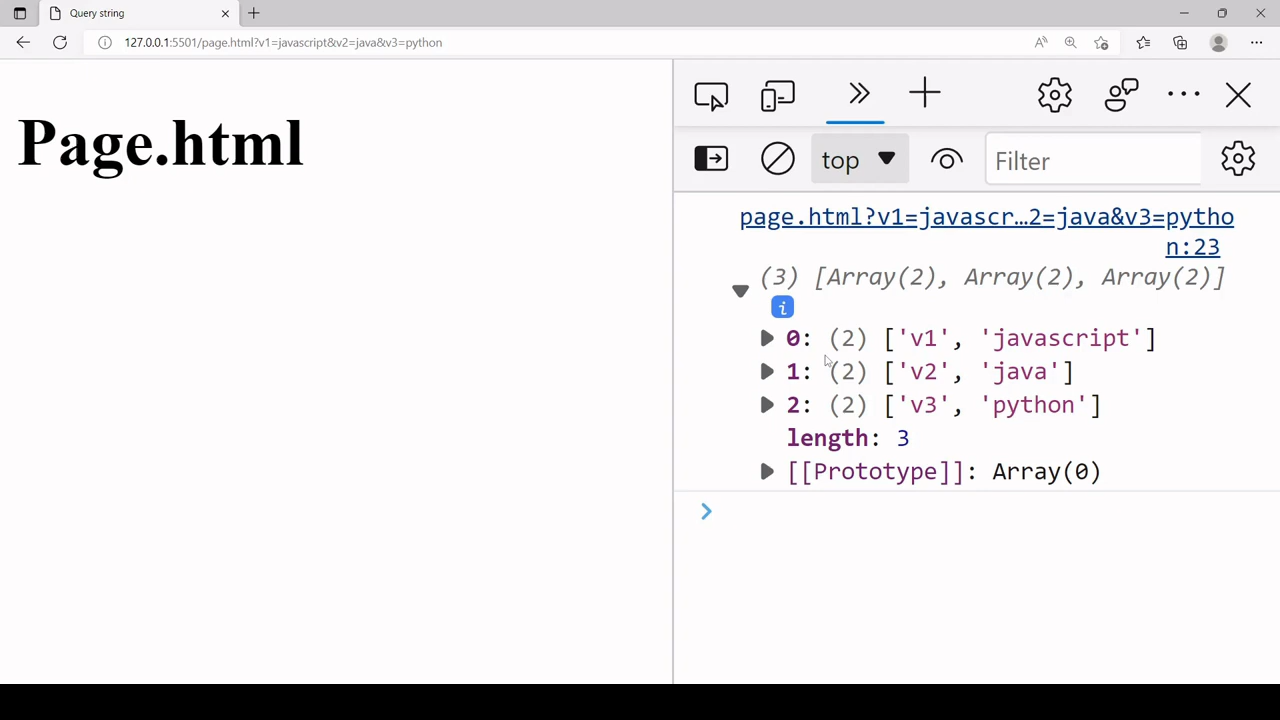 Query string
127.0.0.1:5501/page.html?v1=javascript&v2=java&v3=python
Page.html
top
Filter
page.html?v1=javascr…2=java&v3=pytho
n:23
(3) [Array(2), Array(2), Array(2)]
i
0: (2) ['v1', 'javascript']
1: (2) ['v2', 'java']
2: (2) ['v3', 'python']
length: 3
[[Prototype]]: Array(0)